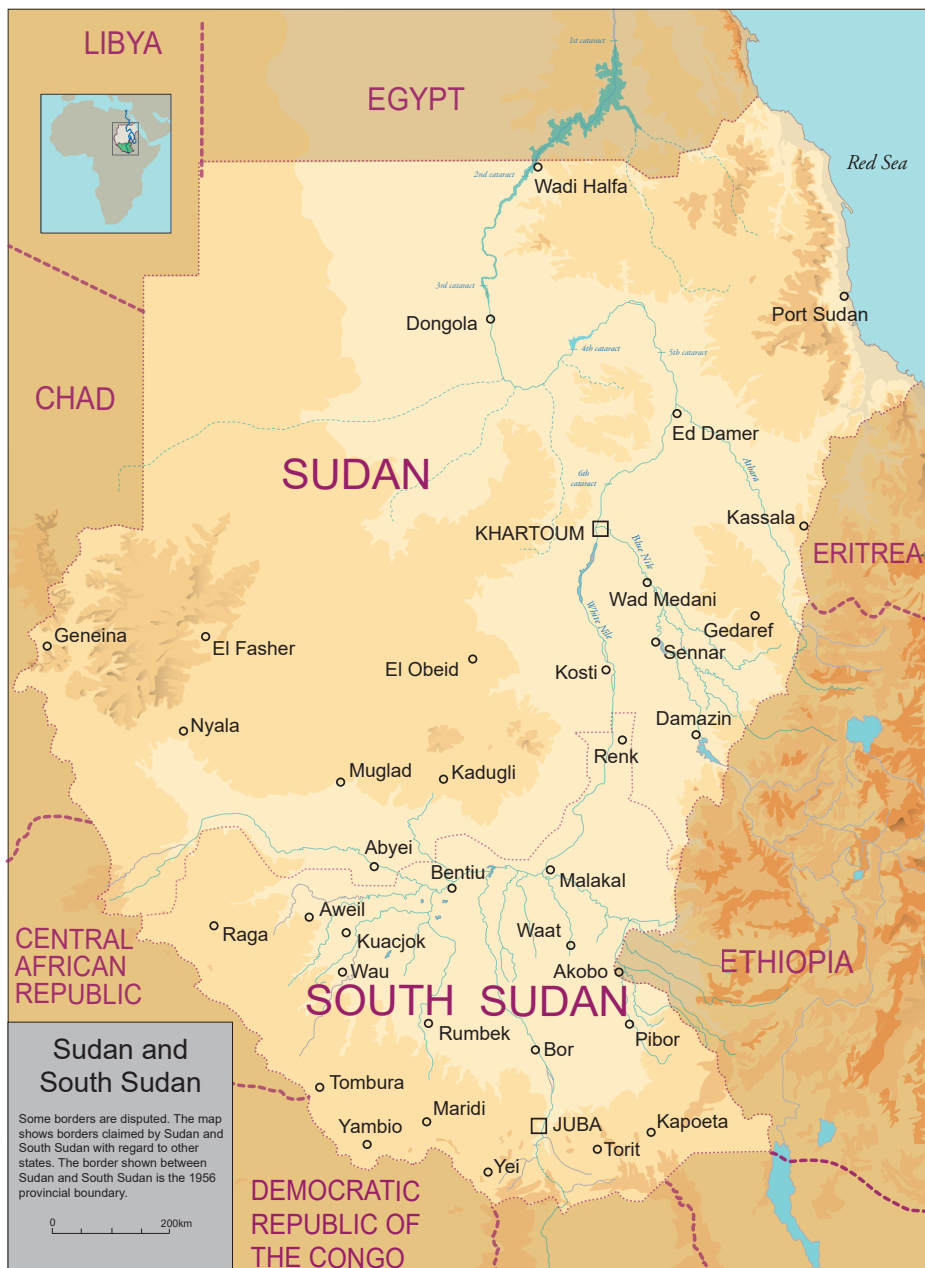 LIBYA
EGYPT
1st cataract
Red Sea
2nd cataract
Wadi Halfa
3rd cataract
Port Sudan
Dongola
4th cataract
5th cataract
CHAD
Ed Damer
SUDAN
Atbara
6th
cataract
Kassala
KHARTOUM
ERITREA
Blue Nile
Wad Medani
White Nile
Gedaref
Geneina
El Fasher
Sennar
El Obeid
Kosti
Damazin
Nyala
Renk
Muglad
Kadugli
Abyei
Bentiu
Malakal
Aweil
Raga
Kuacjok
Waat
CENTRAL
AFRICAN
REPUBLIC
Wau
Akobo
ETHIOPIA
SOUTH SUDAN
Rumbek
Pibor
Bor
Sudan and
South Sudan
Tombura
Maridi
Some borders are disputed. The map
shows borders claimed by Sudan and
South Sudan with regard to other
states. The border shown between
Sudan and South Sudan is the 1956
provincial boundary.
Yambio
JUBA
Kapoeta
Torit
Yei
DEMOCRATIC
REPUBLIC OF
THE CONGO
0 200km